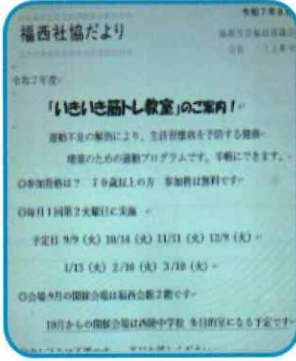 令和7年8月
福西社協だより
令和7年度
「いきいき筋トレ教室」のご案内！
運動不足の解消により、生活習慣病を予防する健康
増進のための運動プログラムです。手軽にできます。
○参加資格は？ 70歳以上の方 参加費は無料です
○毎月1回第2火曜日に実施
予定日 9/9（火）10/14（火）11/11（火）12/9（火）
1/13（火）2/10（火）3/10（火）
○会場 9月の開催会場は福西会館2階です
10月からの開催会場は西陵中学校 多目的室になる予定です